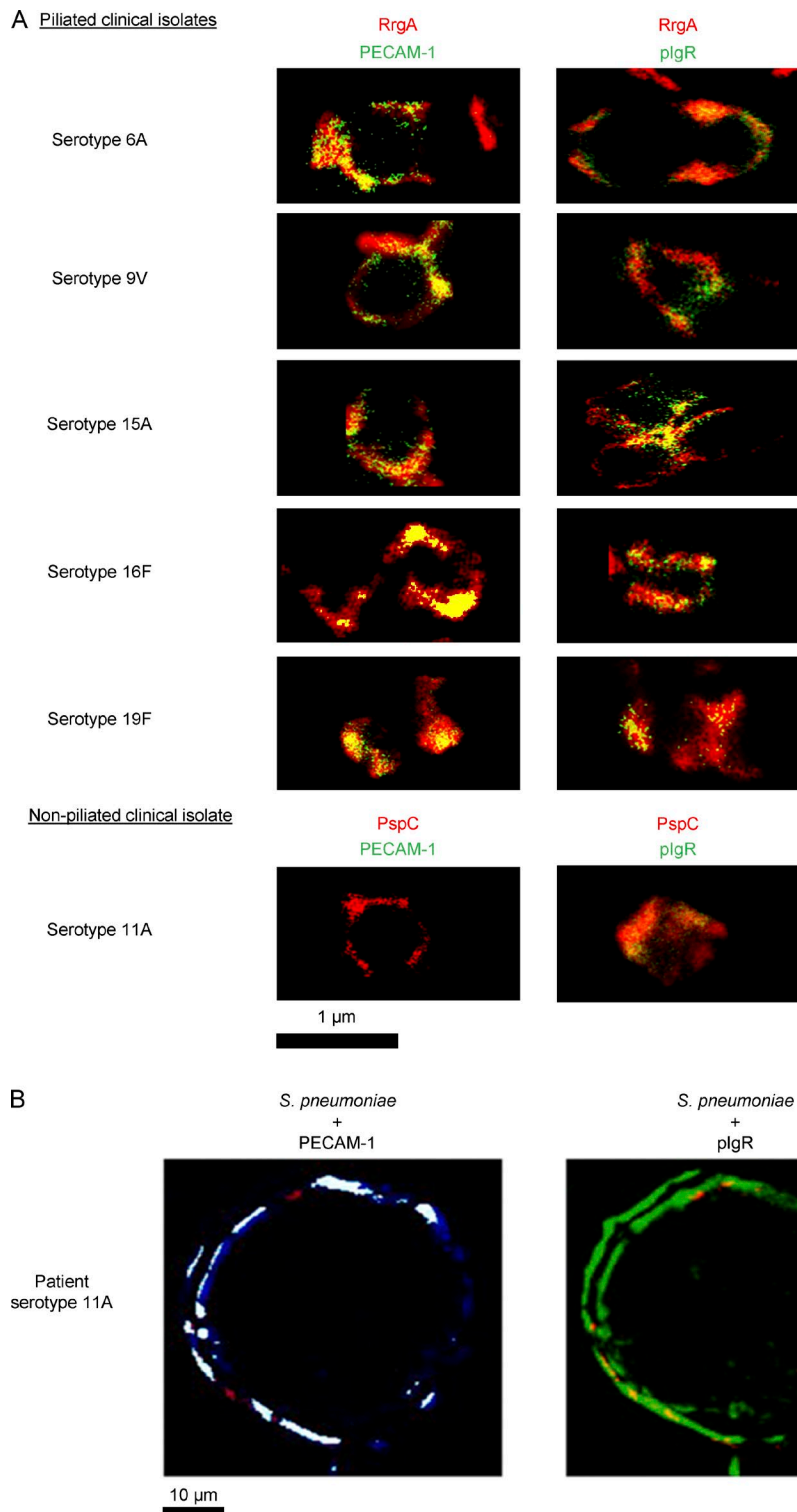 A
Piliated clinical isolates
RrgA
PECAM-1
RrgA
pIgR
Serotype 6A
Serotype 9V
Serotype 15A
Serotype 16F
Serotype 19F
Non-piliated clinical isolate
PspC
PECAM-1
PspC
pIgR
Serotype 11A
1 µm
B
S. pneumoniae
+
PECAM-1
S. pneumoniae
+
pIgR
Patient
serotype 11A
10 µm